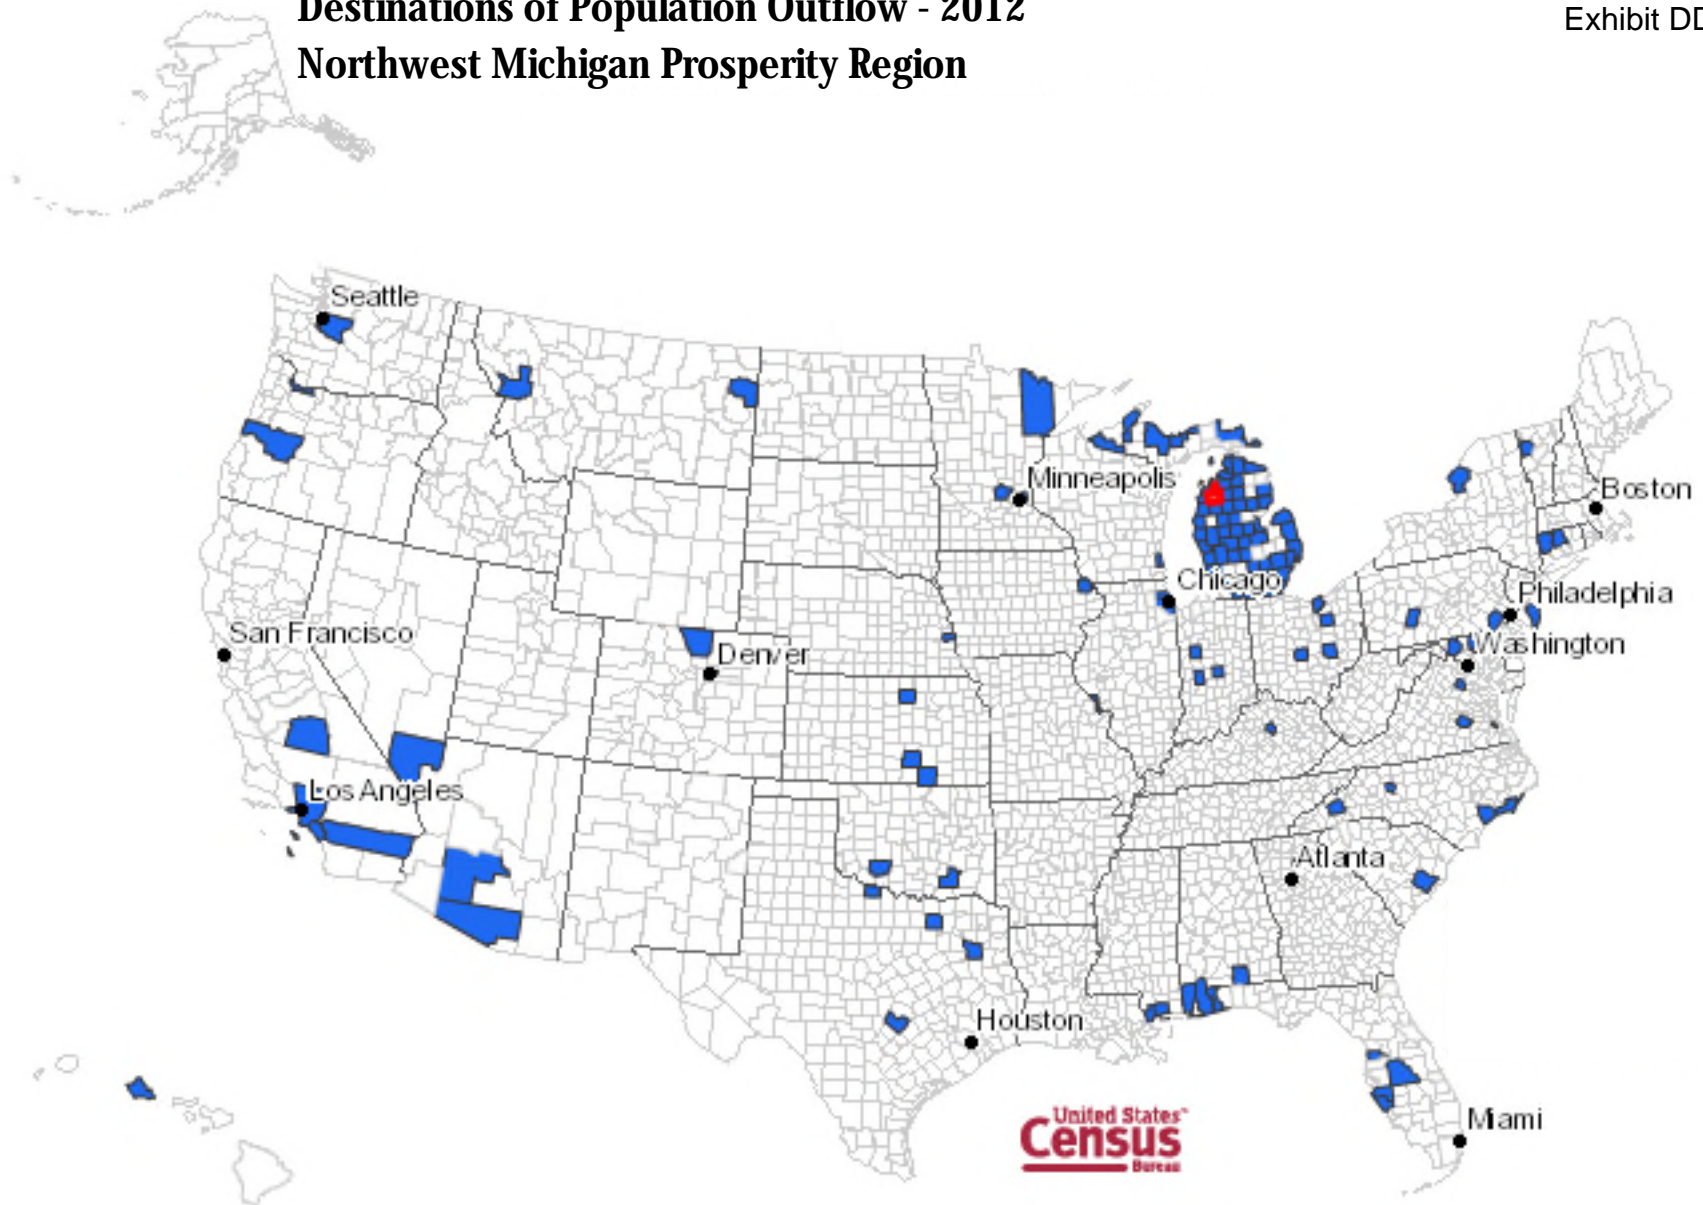 Destinations of Population Outflow - 2012
Exhibit DD
Northwest Michigan Prosperity Region
Seattle
Minneapolis
Boston
Chicago
Philadelphia
San Francisco
Denver
Washington
Los Angeles
Atlanta
Houston
Miami
United States™
Census
Bureau